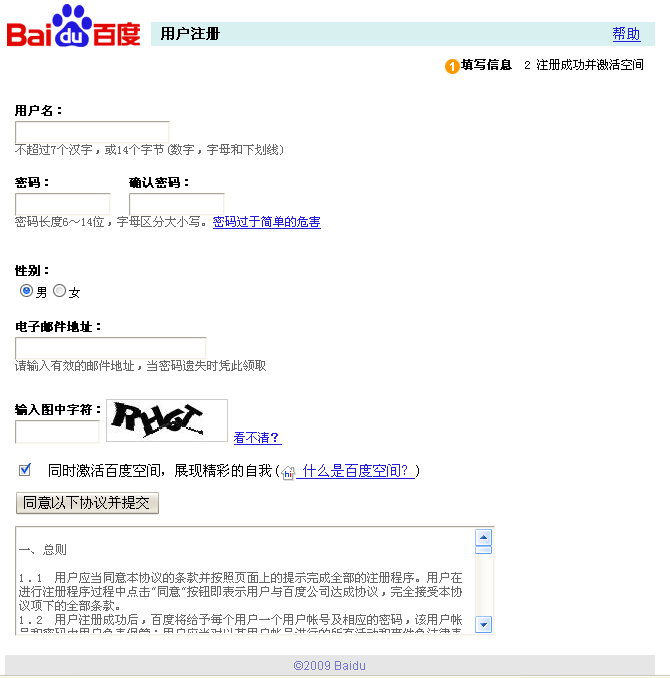 Bai du 百度 用户注册 帮助
1 填写信息 2 注册成功并激活空间
用户名：
不超过7个汉字，或14个字节(数字，字母和下划线)
密码： 确认密码：
密码长度6～14位，字母区分大小写。密码过于简单的危害
性别：
男 女
电子邮件地址：
请输入有效的邮件地址，当密码遗失时凭此领取
输入图中字符： RHGT
看不清？
同时激活百度空间，展现精彩的自我( 什么是百度空间？)
同意以下协议并提交
一、总则
1.1 用户应当同意本协议的条款并按照页面上的提示完成全部的注册程序。用户在
进行注册程序过程中点击"同意"按钮即表示用户与百度公司达成协议，完全接受本协
议项下的全部条款。
1.2 用户注册成功后，百度将给予每个用户一个用户帐号及相应的密码，该用户帐
号和密码由用户负责保管；用户应当对以其用户帐号进行的所有活动和事件负法律责
©2009 Baidu